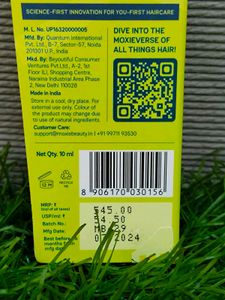 SCIENCE-FIRST INNOVATION FOR YOU-FIRST HAIRCARE
M. L. No. UP16320000005
Mfd. By.: Quantum International
Pvt. Ltd., B-7, Sector-57, Noida
201301 U.P., India
Mkd. By.: Beyoutiful Consumer
Ventures Pvt.Ltd., A-2, 1st
Floor (L), Shopping Centre,
Naraina Industrial Area Phase
2, New Delhi 110028
Made in India
Store in a cool, dry place. For
external use only. Colour of
the product may change due
to use of natural ingredients.
Customer Care:
support@moxiebeauty.in | +91 99711 93530
DIVE INTO THE
MOXIEVERSE OF
ALL THINGS HAIR!
Net Qty. 10 ml
12 M
RECYCLE
8 906170 030156
MRP: ₹
(Incl. of all taxes)
USP/ml: ₹
Batch No.:
Mfg Date:
Best before
months
mfg date
545.00
54.50
07/2024